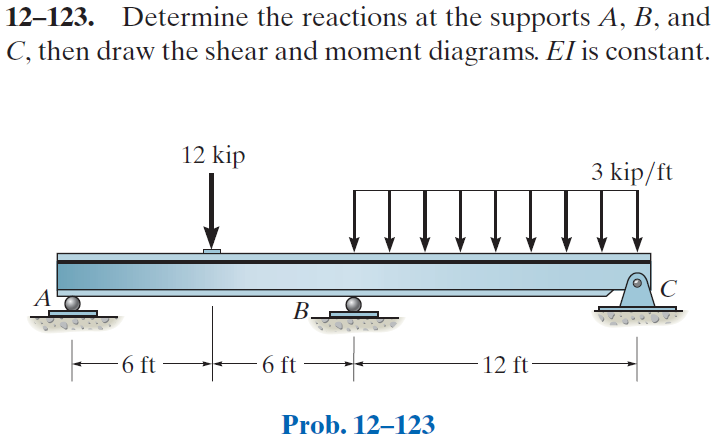 12–123. Determine the reactions at the supports A, B, and
C, then draw the shear and moment diagrams. EI is constant.
12 kip
3 kip/ft
A
B
C
6 ft
6 ft
12 ft
Prob. 12–123